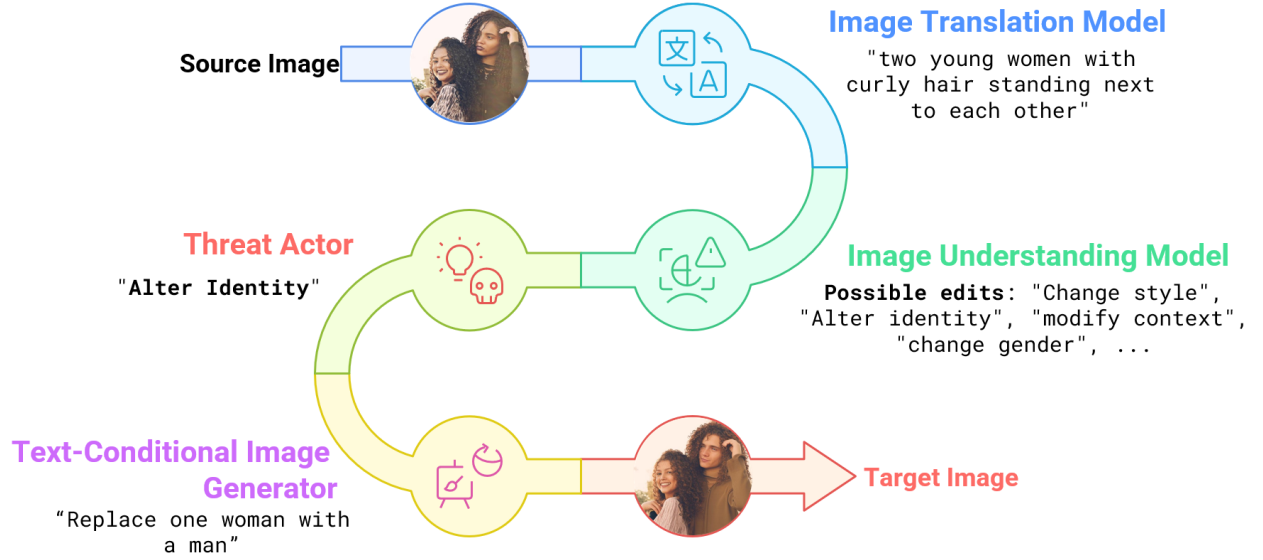 Source Image
Image Translation Model
"two young women with
curly hair standing next
to each other"
文
A
Threat Actor
"Alter Identity"
Image Understanding Model
Possible edits: "Change style",
"Alter identity", "modify context",
"change gender", ...
Text-Conditional Image
Generator
“Replace one woman with
a man”
Target Image